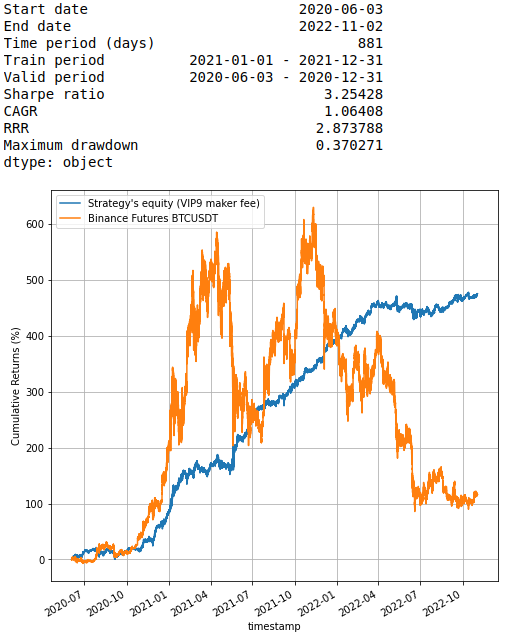 Start date 2020-06-03
End date 2022-11-02
Time period (days) 881
Train period 2021-01-01 - 2021-12-31
Valid period 2020-06-03 - 2020-12-31
Sharpe ratio 3.25428
CAGR 1.06408
RRR 2.873788
Maximum drawdown 0.370271
dtype: object
Strategy's equity (VIP9 maker fee)
Binance Futures BTCUSDT
600
500
400
300
200
100
0
Cumulative Returns (%)
2020-07
2020-10
2021-01
2021-04
2021-07
2021-10
2022-01
2022-04
2022-07
2022-10
timestamp